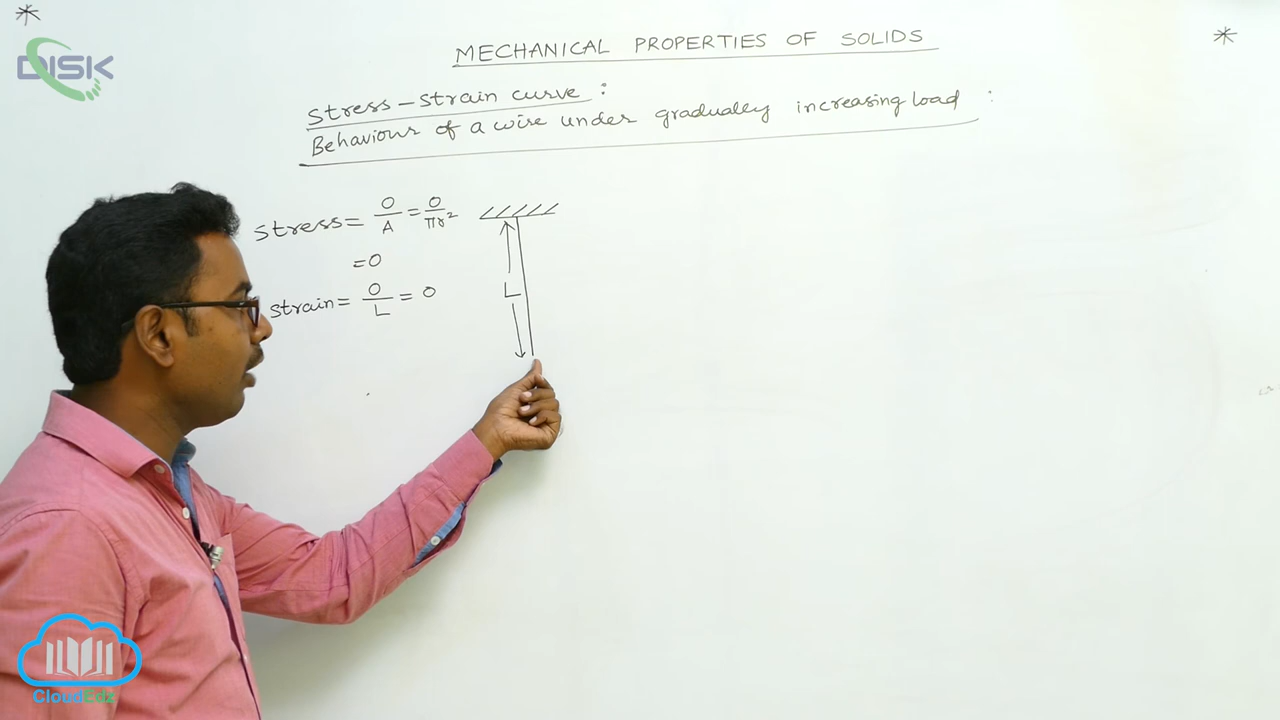 DISK
MECHANICAL PROPERTIES OF SOLIDS
Stress-strain curve :
Behaviour of a wire under gradually increasing load :
Stress = 0/A = 0/πr²
= 0
strain = 0/L = 0
L
CloudEdz